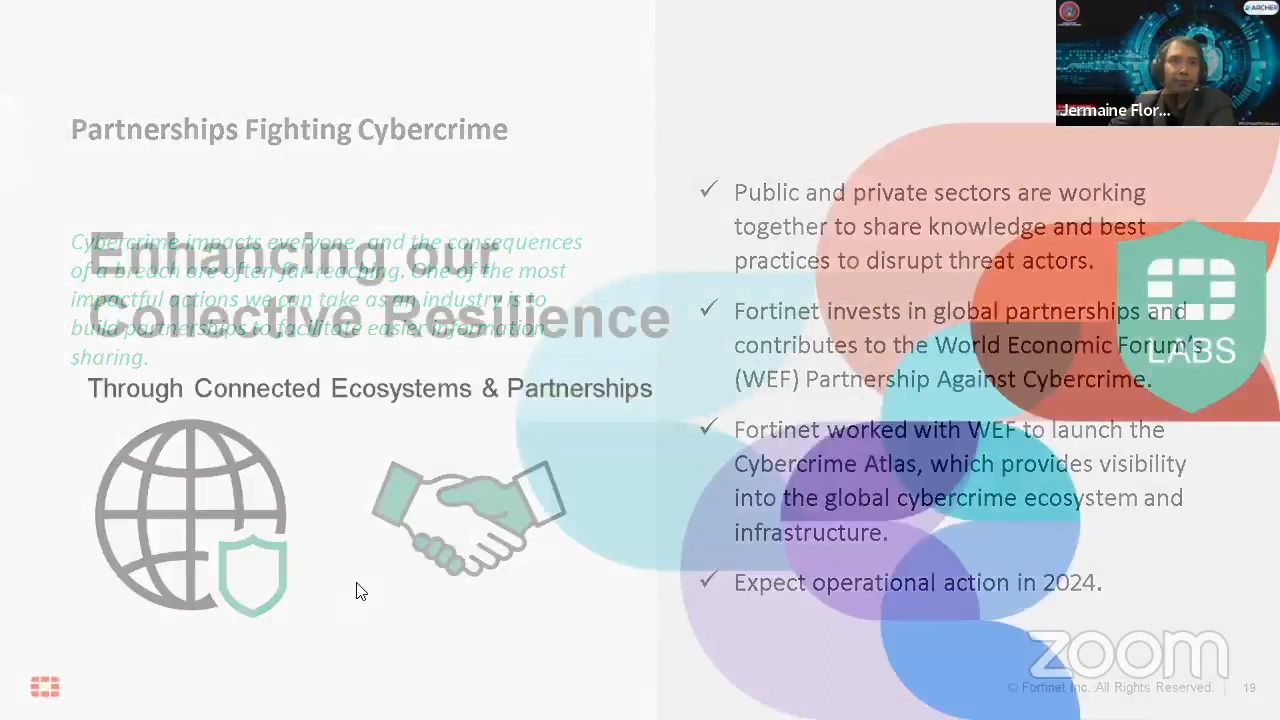 ARCHER
Jermaine Flor...
Partnerships Fighting Cybercrime
Cybercrime impacts everyone, and the consequences
of a breach are often far-reaching. One of the most
impactful actions we can take as an industry is to
build partnerships to facilitate easier information
sharing.
Enhancing our
Collective Resilience
Through Connected Ecosystems & Partnerships
✓ Public and private sectors are working
together to share knowledge and best
practices to disrupt threat actors.
✓ Fortinet invests in global partnerships and
contributes to the World Economic Forum's
(WEF) Partnership Against Cybercrime.
✓ Fortinet worked with WEF to launch the
Cybercrime Atlas, which provides visibility
into the global cybercrime ecosystem and
infrastructure.
✓ Expect operational action in 2024.
LABS
zoom
© Fortinet Inc. All Rights Reserved. 19